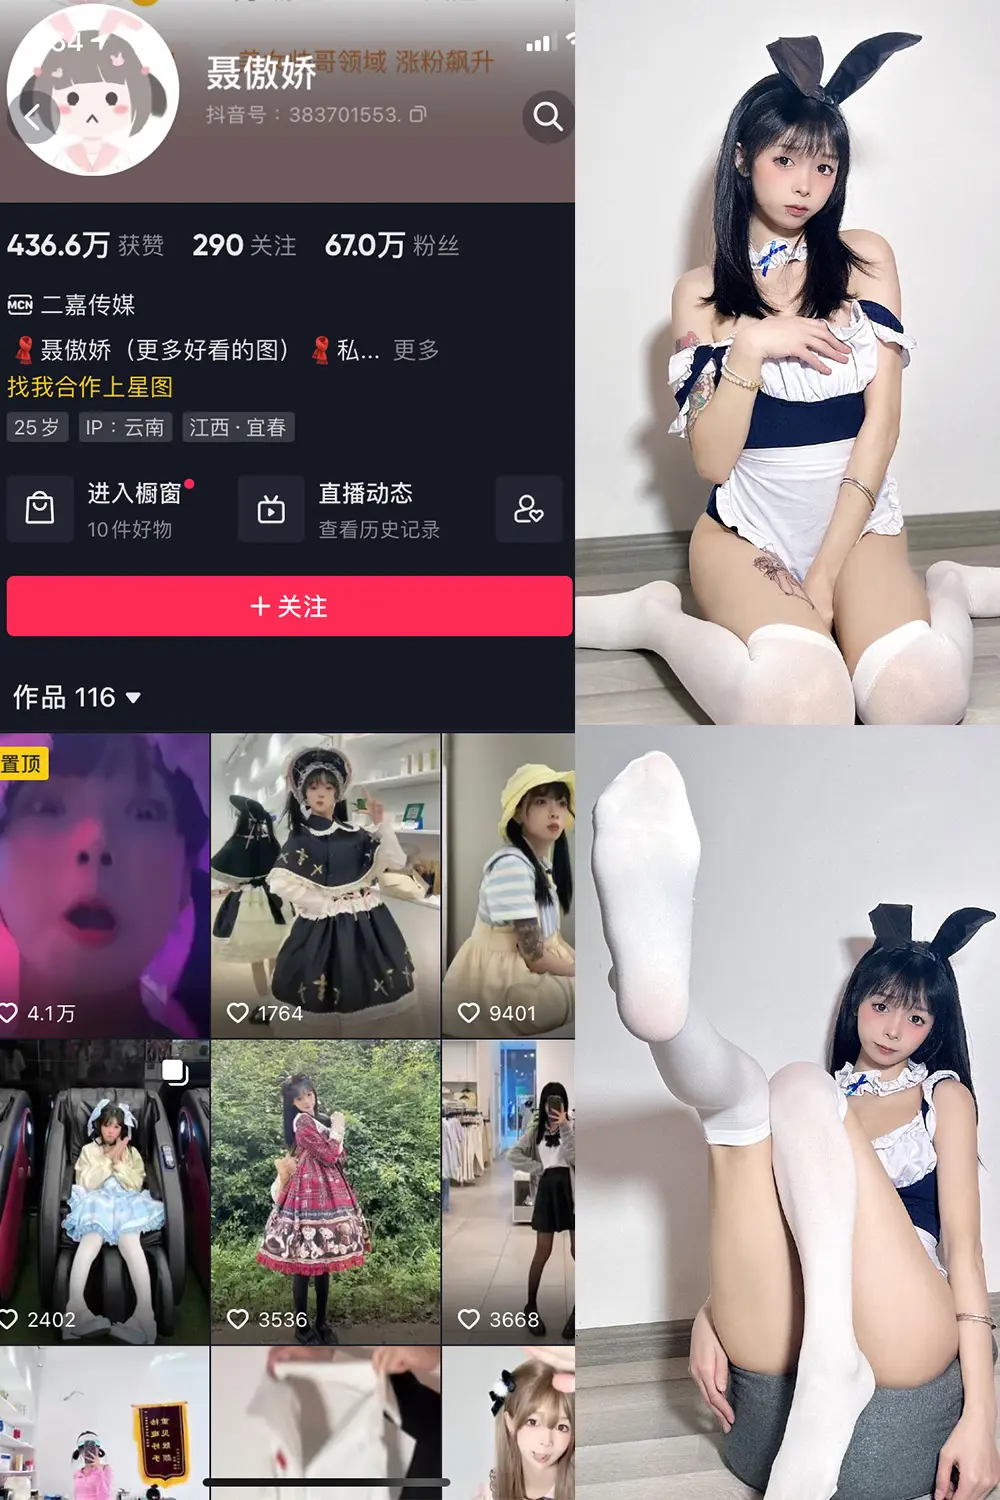 美女帅哥领域 涨粉飙升
聂傲娇
抖音号：383701553.
436.6万 获赞 290 关注 67.0万 粉丝
MCN 二嘉传媒
聂傲娇（更多好看的图） 私... 更多
找我合作上星图
25岁 IP：云南 江西·宜春
进入橱窗 直播动态
10件好物 查看历史记录
+ 关注
作品 116
置顶
4.1万 1764 9401
2402 3536 3668